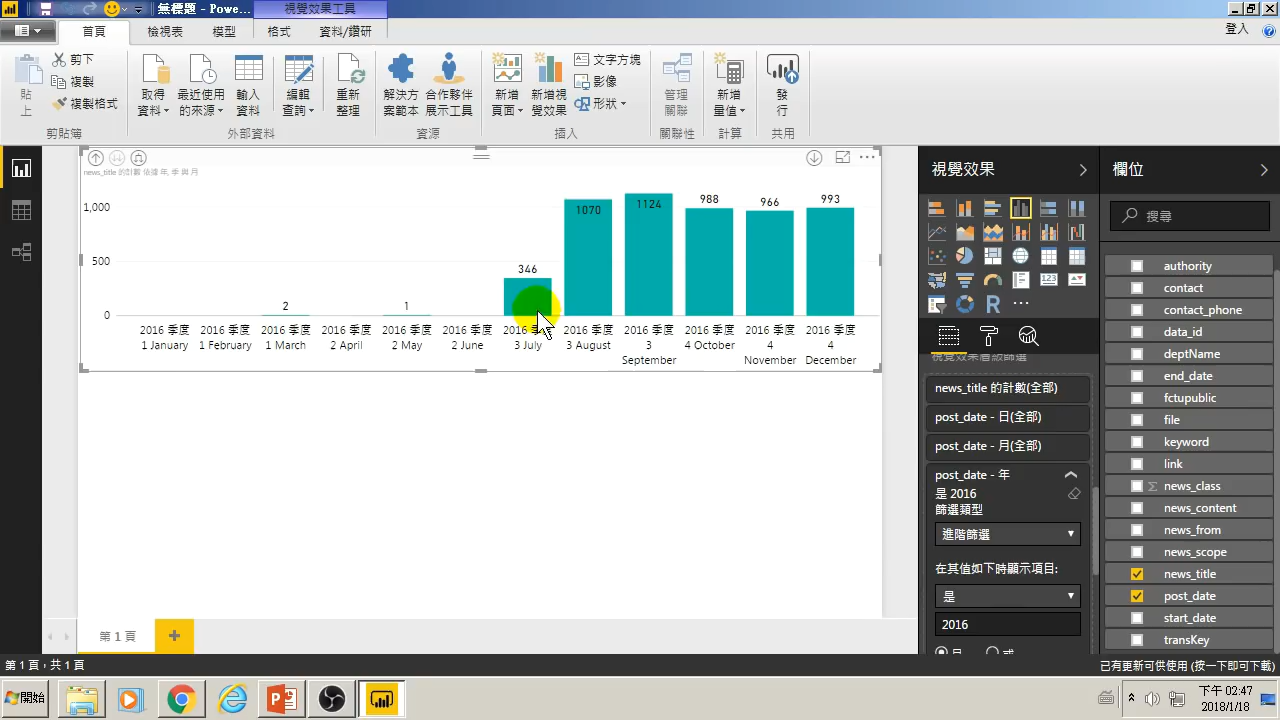 無標題 - Powe...
視覺效果工具
首頁
檢視表
模型
格式
資料/鑽研
登入
貼上
剪下
複製
複製格式
剪貼簿
取得資料
最近使用的來源
輸入資料
編輯查詢
重新整理
外部資料
解決方案範本
合作夥伴展示工具
資源
新增頁面
新增視覺效果
文字方塊
影像
形狀
插入
管理關聯
關聯性
新增量值
計算
發行
共用
news_title 的計數 依據 年, 季 與 月
1,000
500
0
2
1
346
1070
1124
988
966
993
2016 季度 1 January
2016 季度 1 February
2016 季度 1 March
2016 季度 2 April
2016 季度 2 May
2016 季度 2 June
2016 季度 3 July
2016 季度 3 August
2016 季度 3 September
2016 季度 4 October
2016 季度 4 November
2016 季度 4 December
第 1 頁
第 1 頁，共 1 頁
視覺效果
視覺效果層級篩選
news_title 的計數(全部)
post_date - 日(全部)
post_date - 月(全部)
post_date - 年
是 2016
篩選類型
進階篩選
在其值如下時顯示項目:
是
2016
且
或
欄位
搜尋
authority
contact
contact_phone
data_id
deptName
end_date
fctupublic
file
keyword
link
Σ news_class
news_content
news_from
news_scope
news_title
post_date
start_date
transKey
已有更新可供使用 (按一下即可下載)
開始
下午 02:47
2018/1/18